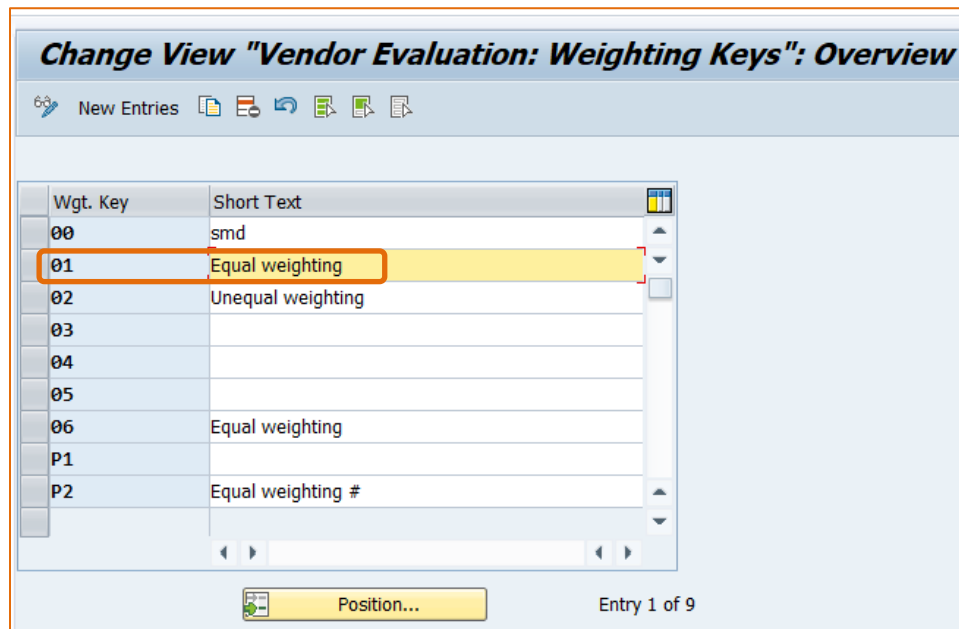 Change View "Vendor Evaluation: Weighting Keys": Overview
New Entries
Wgt. Key Short Text
00 smd
01 Equal weighting
02 Unequal weighting
03
04
05
06 Equal weighting
P1
P2 Equal weighting #
Position... Entry 1 of 9